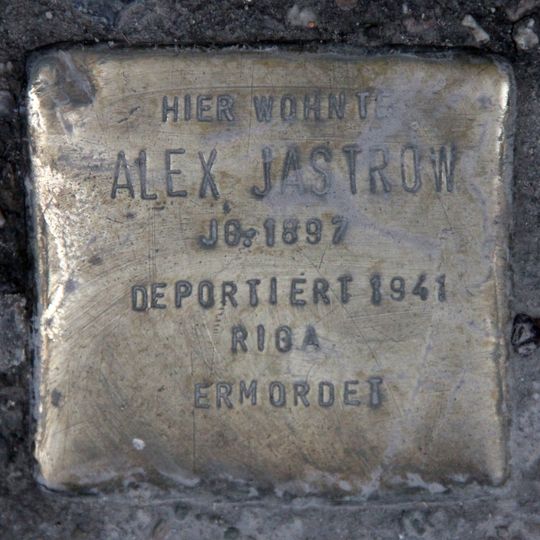 HIER WOHNTE
ALEX JASTROW
JG. 1897
DEPORTIERT 1941
RIGA
ERMORDET